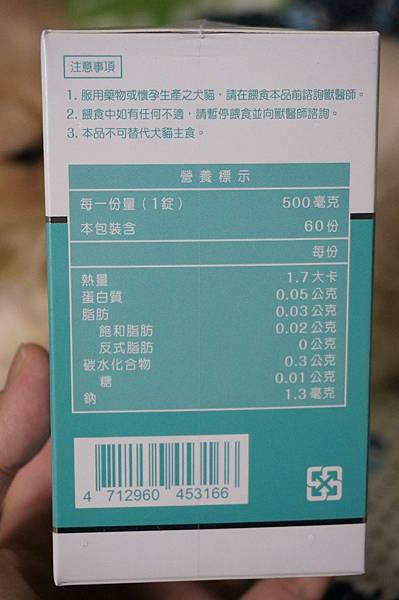 注意事項
1. 服用藥物或懷孕生產之犬貓，請在餵食本品前諮詢獸醫師。
2. 餵食中如有任何不適，請暫停餵食並向獸醫師諮詢。
3. 本品不可替代犬貓主食。
營養標示
每一份量（1錠） 500毫克
本包裝含 60份
每份
熱量 1.7大卡
蛋白質 0.05公克
脂肪 0.03公克
飽和脂肪 0.02公克
反式脂肪 0公克
碳水化合物 0.3公克
糖 0.01公克
鈉 1.3毫克
4 712960 453166